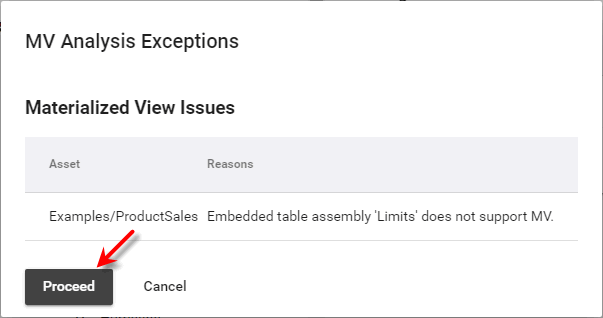 MV Analysis Exceptions
Materialized View Issues
Asset Reasons
Examples/ProductSales Embedded table assembly 'Limits' does not support MV.
Proceed Cancel